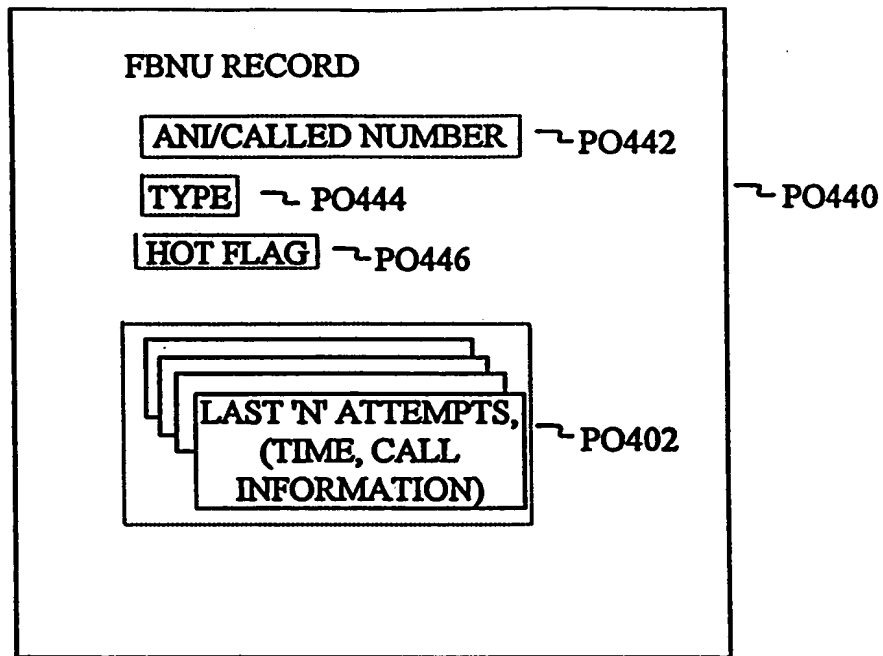 FBNU RECORD
ANI/CALLED NUMBER PO442
TYPE PO444
PO440
HOT FLAG PO446
LAST 'N' ATTEMPTS,
(TIME, CALL
INFORMATION)
PO402